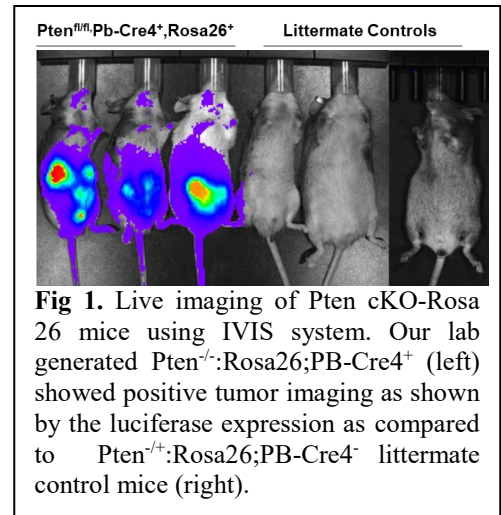 Pten^fl/fl,Pb-Cre4+,Rosa26+ Littermate Controls
Fig 1. Live imaging of Pten cKO-Rosa
26 mice using IVIS system. Our lab
generated Pten-/-:Rosa26;PB-Cre4+ (left)
showed positive tumor imaging as shown
by the luciferase expression as compared
to Pten-/+:Rosa26;PB-Cre4- littermate
control mice (right).